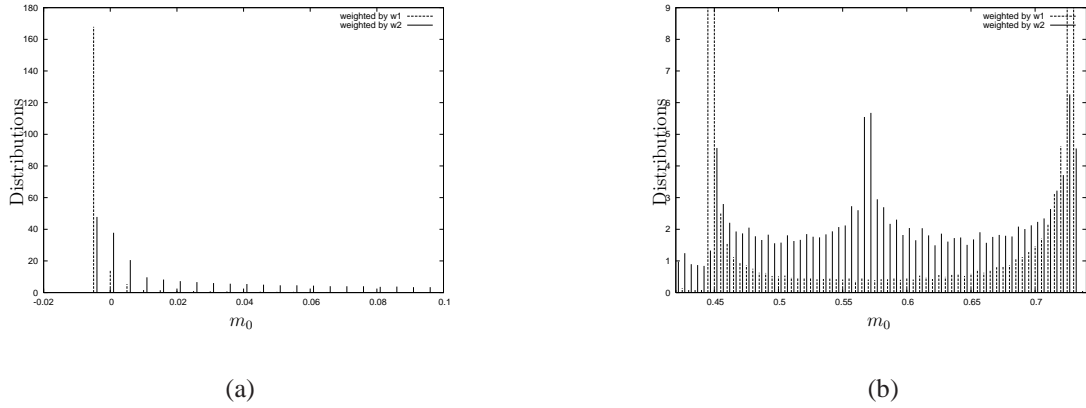 180
160
140
120
100
80
60
40
20
0
-0.02 0 0.02 0.04 0.06 0.08 0.1
Distributions
m0
weighted by w1
weighted by w2
(a)
9
8
7
6
5
4
3
2
1
0
0.45 0.5 0.55 0.6 0.65 0.7
Distributions
m0
weighted by w1
weighted by w2
(b)